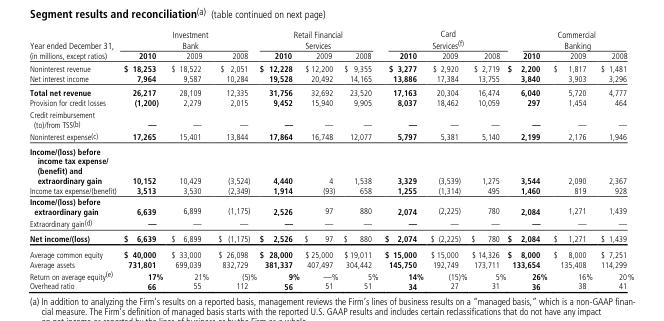 Segment results and reconciliation(a) (table continued on next page)
Investment Retail Financial Card Commercial
Year ended December 31, Bank Services Services(f) Banking
(in millions, except ratios) 2010 2009 2008 2010 2009 2008 2010 2009 2008 2010 2009 2008
Noninterest revenue $ 18,253 $ 18,522 $ 2,051 $ 12,228 $ 12,200 $ 9,355 $ 3,277 $ 2,920 $ 2,719 $ 2,200 $ 1,817 $ 1,481
Net interest income 7,964 9,587 10,284 19,528 20,492 14,165 13,886 17,384 13,755 3,840 3,903 3,296
Total net revenue 26,217 28,109 12,335 31,756 32,692 23,520 17,163 20,304 16,474 6,040 5,720 4,777
Provision for credit losses (1,200) 2,279 2,015 9,452 15,940 9,905 8,037 18,462 10,059 297 1,454 464
Credit reimbursement
(to)/from TSS(b) — — — — — — — — — — — —
Noninterest expense(c) 17,265 15,401 13,844 17,864 16,748 12,077 5,797 5,381 5,140 2,199 2,176 1,946
Income/(loss) before
income tax expense/
(benefit) and
extraordinary gain 10,152 10,429 (3,524) 4,440 4 1,538 3,329 (3,539) 1,275 3,544 2,090 2,367
Income tax expense/(benefit) 3,513 3,530 (2,349) 1,914 (93) 658 1,255 (1,314) 495 1,460 819 928
Income/(loss) before
extraordinary gain 6,639 6,899 (1,175) 2,526 97 880 2,074 (2,225) 780 2,084 1,271 1,439
Extraordinary gain(d) — — — — — — — — — — — —
Net income/(loss) $ 6,639 $ 6,899 $ (1,175) $ 2,526 $ 97 $ 880 $ 2,074 $ (2,225) $ 780 $ 2,084 $ 1,271 $ 1,439
Average common equity $ 40,000 $ 33,000 $ 26,098 $ 28,000 $ 25,000 $ 19,011 $ 15,000 $ 15,000 $ 14,326 $ 8,000 $ 8,000 $ 7,251
Average assets 731,801 699,039 832,729 381,337 407,497 304,442 145,750 192,749 173,711 133,654 135,408 114,299
Return on average equity(e) 17% 21% (5)% 9% —% 5% 14% (15)% 5% 26% 16% 20%
Overhead ratio 66 55 112 56 51 51 34 27 31 36 38 41
(a) In addition to analyzing the Firm's results on a reported basis, management reviews the Firm's lines of business results on a "managed basis," which is a non-GAAP finan-
cial measure. The Firm's definition of managed basis starts with the reported U.S. GAAP results and includes certain reclassifications that do not have any impact